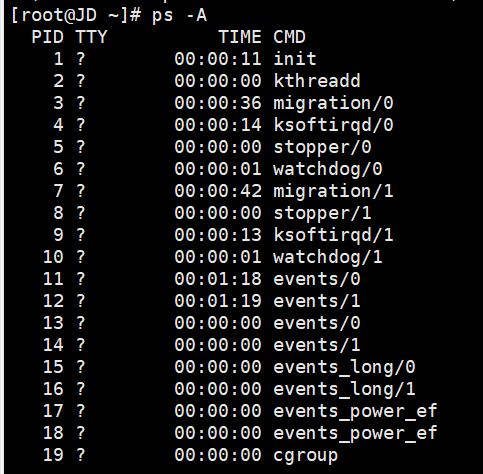 [root@JD ~]# ps -A
PID TTY TIME CMD
1 ? 00:00:11 init
2 ? 00:00:00 kthreadd
3 ? 00:00:36 migration/0
4 ? 00:00:14 ksoftirqd/0
5 ? 00:00:00 stopper/0
6 ? 00:00:01 watchdog/0
7 ? 00:00:42 migration/1
8 ? 00:00:00 stopper/1
9 ? 00:00:13 ksoftirqd/1
10 ? 00:00:01 watchdog/1
11 ? 00:01:18 events/0
12 ? 00:01:19 events/1
13 ? 00:00:00 events/0
14 ? 00:00:00 events/1
15 ? 00:00:00 events_long/0
16 ? 00:00:00 events_long/1
17 ? 00:00:00 events_power_ef
18 ? 00:00:00 events_power_ef
19 ? 00:00:00 cgroup